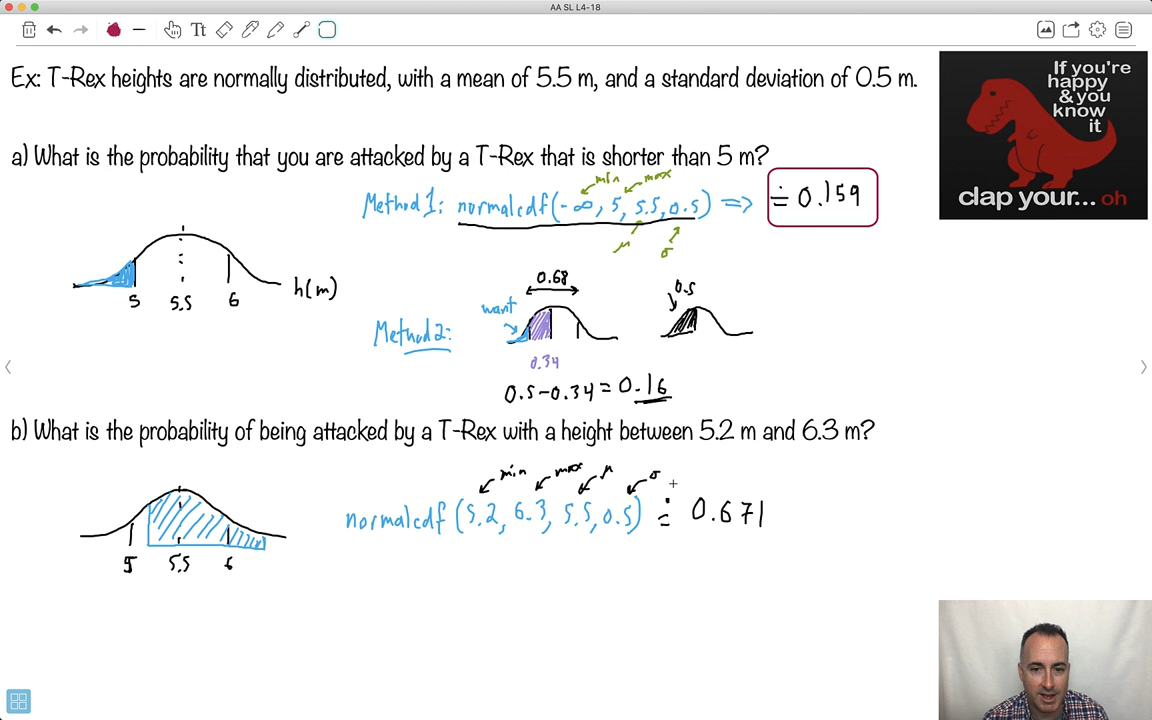 AA SL L4-18
Tt
Ex: T-Rex heights are normally distributed, with a mean of 5.5 m, and a standard deviation of 0.5 m.
If you're
happy
& you
know
it
clap your... oh
a) What is the probability that you are attacked by a T-Rex that is shorter than 5 m?
min max
Method 1: normalcdf(-∞, 5, 5.5, 0.5) => ≐ 0.159
μ σ
5 5.5 6 h(m)
0.68
0.5
want
Method 2:
0.34
0.5-0.34=0.16
b) What is the probability of being attacked by a T-Rex with a height between 5.2 m and 6.3 m?
min max μ σ
normalcdf (5.2, 6.3, 5.5, 0.5) ≐ 0.671
5 5.5 6